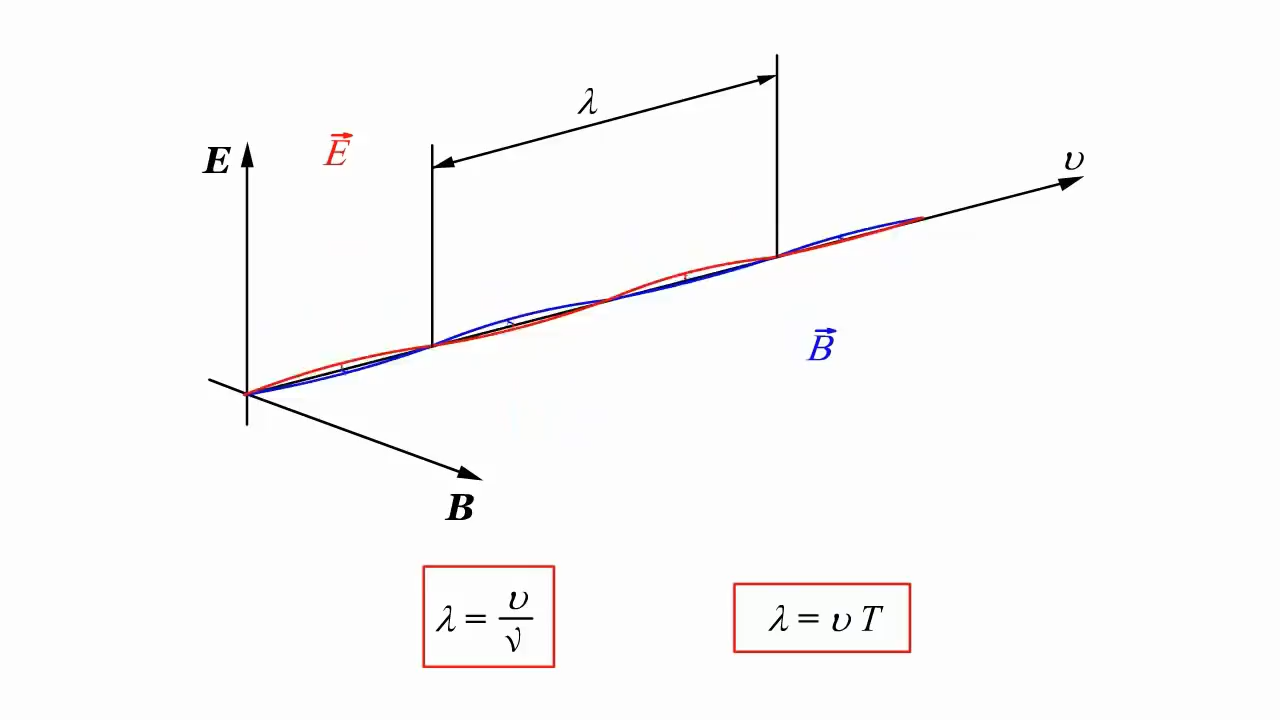 λ
E
E⃗
υ
B⃗
B
λ = υ/ν
λ = υ T